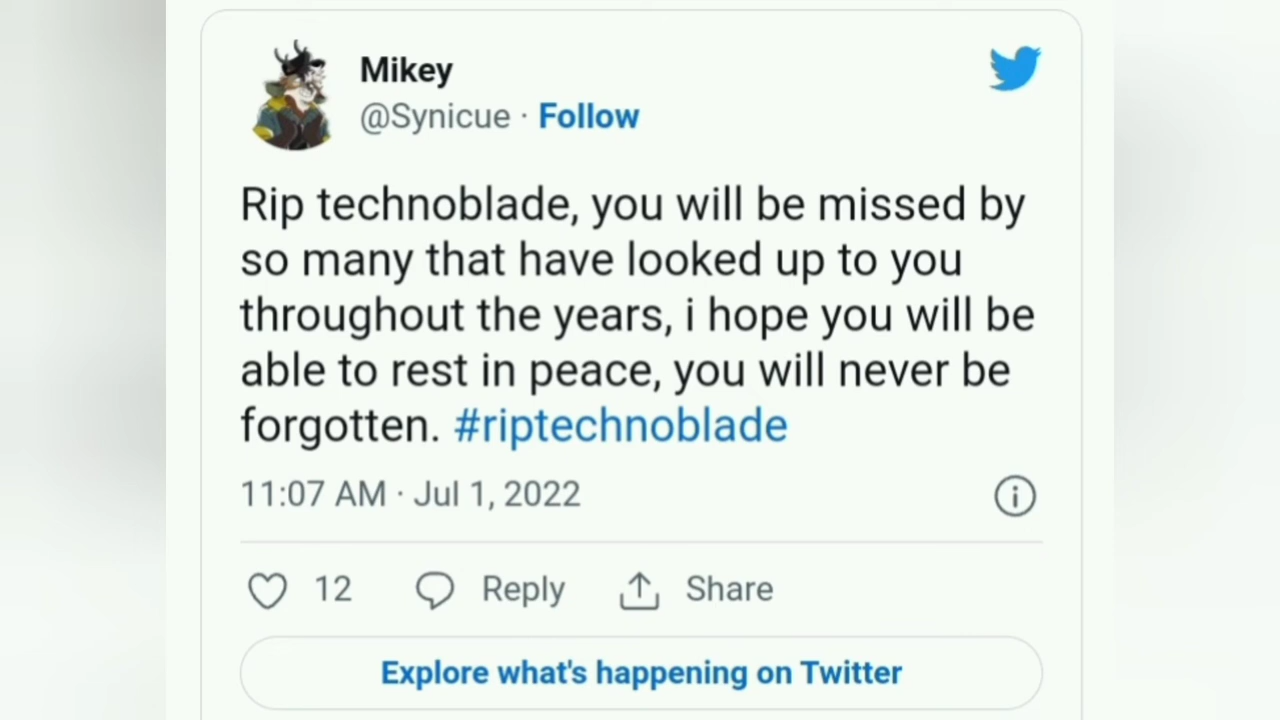 Mikey
@Synicue · Follow
Rip technoblade, you will be missed by
so many that have looked up to you
throughout the years, i hope you will be
able to rest in peace, you will never be
forgotten. #riptechnoblade
11:07 AM · Jul 1, 2022
12 Reply Share
Explore what's happening on Twitter